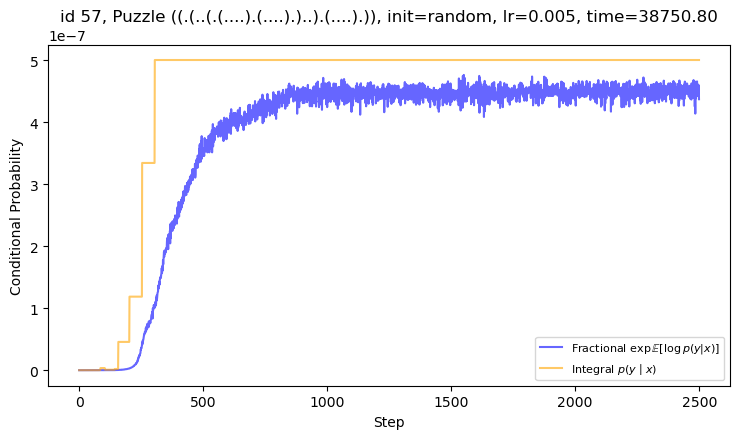 id 57, Puzzle ((.(..(.(....).(....).)..).(....).)), init=random, lr=0.005, time=38750.80
1e−7
5
4
3
2
1
0
Conditional Probability
0
500
1000
1500
2000
2500
Step
Fractional exp 𝔼[log p(y|x)]
Integral p(y | x)